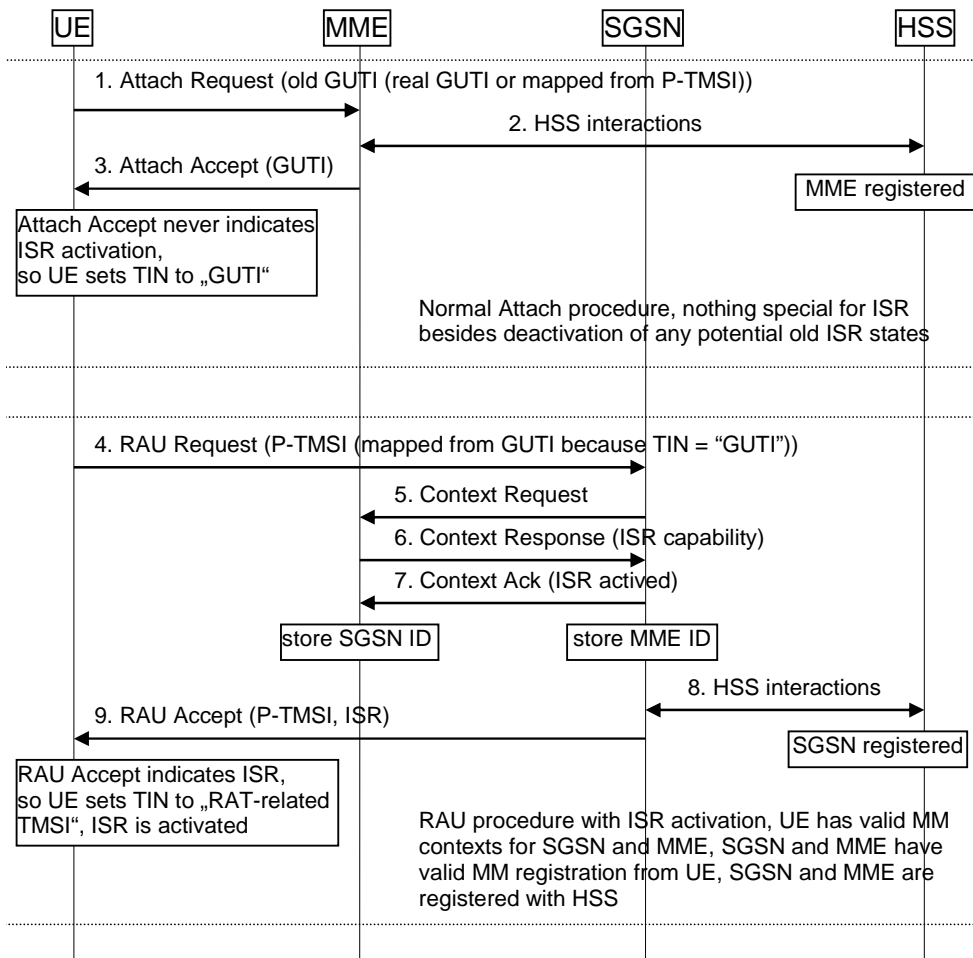 UE MME SGSN HSS
1. Attach Request (old GUTI (real GUTI or mapped from P-TMSI))
2. HSS interactions
3. Attach Accept (GUTI)
MME registered
Attach Accept never indicates
ISR activation,
so UE sets TIN to „GUTI“
Normal Attach procedure, nothing special for ISR
besides deactivation of any potential old ISR states
4. RAU Request (P-TMSI (mapped from GUTI because TIN = “GUTI”))
5. Context Request
6. Context Response (ISR capability)
7. Context Ack (ISR actived)
store SGSN ID
store MME ID
8. HSS interactions
9. RAU Accept (P-TMSI, ISR)
SGSN registered
RAU Accept indicates ISR,
so UE sets TIN to „RAT-related
TMSI“, ISR is activated
RAU procedure with ISR activation, UE has valid MM
contexts for SGSN and MME, SGSN and MME have
valid MM registration from UE, SGSN and MME are
registered with HSS